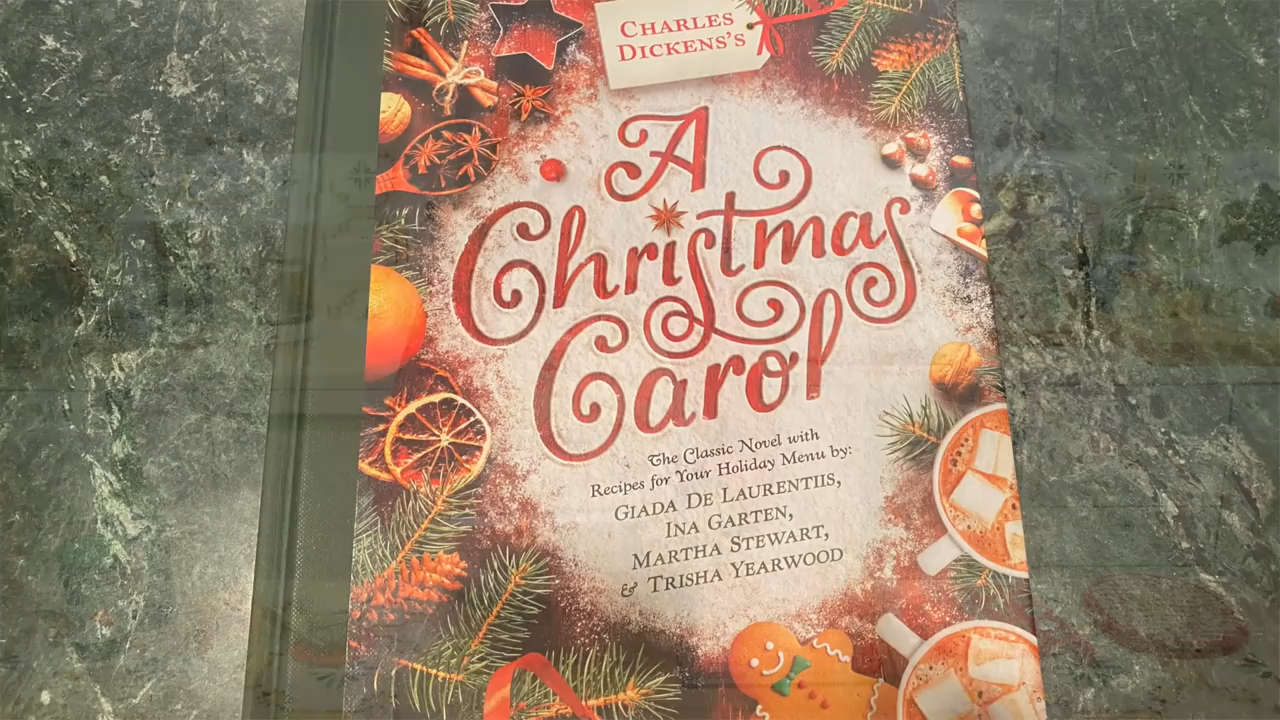 CHARLES
DICKENS'S
A
Christmas
Carol
The Classic Novel with
Recipes for Your Holiday Menu by:
GIADA DE LAURENTIIS,
INA GARTEN,
MARTHA STEWART,
& TRISHA YEARWOOD